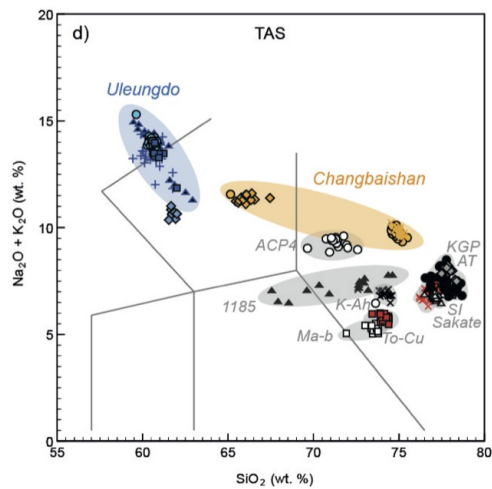 d)
TAS
20
15
10
5
0
Na2O + K2O (wt. %)
Uleungdo
Changbaishan
ACP4
KGP
AT
1185
K-Ah
SI
Sakate
Ma-b
To-Cu
55
60
65
70
75
80
SiO2 (wt. %)